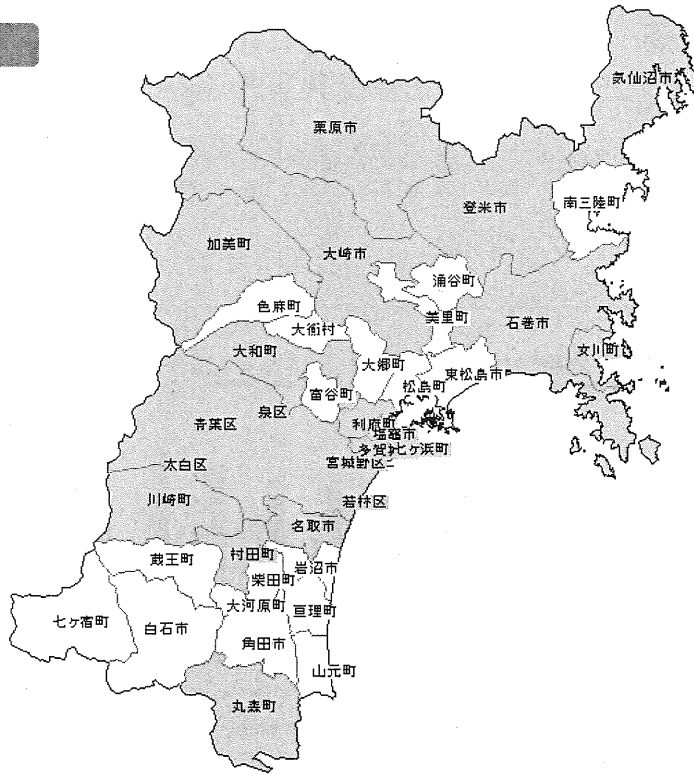 気仙沼市
栗原市
登米市
南三陸町
加美町
大崎市
涌谷町
色麻町
美里町
石巻市
大衡村
大和町
女川町
大郷町
東松島市
松島町
富谷町
泉区
青葉区
利府町
塩竈市
多賀
七ヶ浜町
宮城野区
太白区
川崎町
若林区
名取市
村田町
蔵王町
岩沼市
柴田町
大河原町
亘理町
七ヶ宿町
白石市
角田市
山元町
丸森町